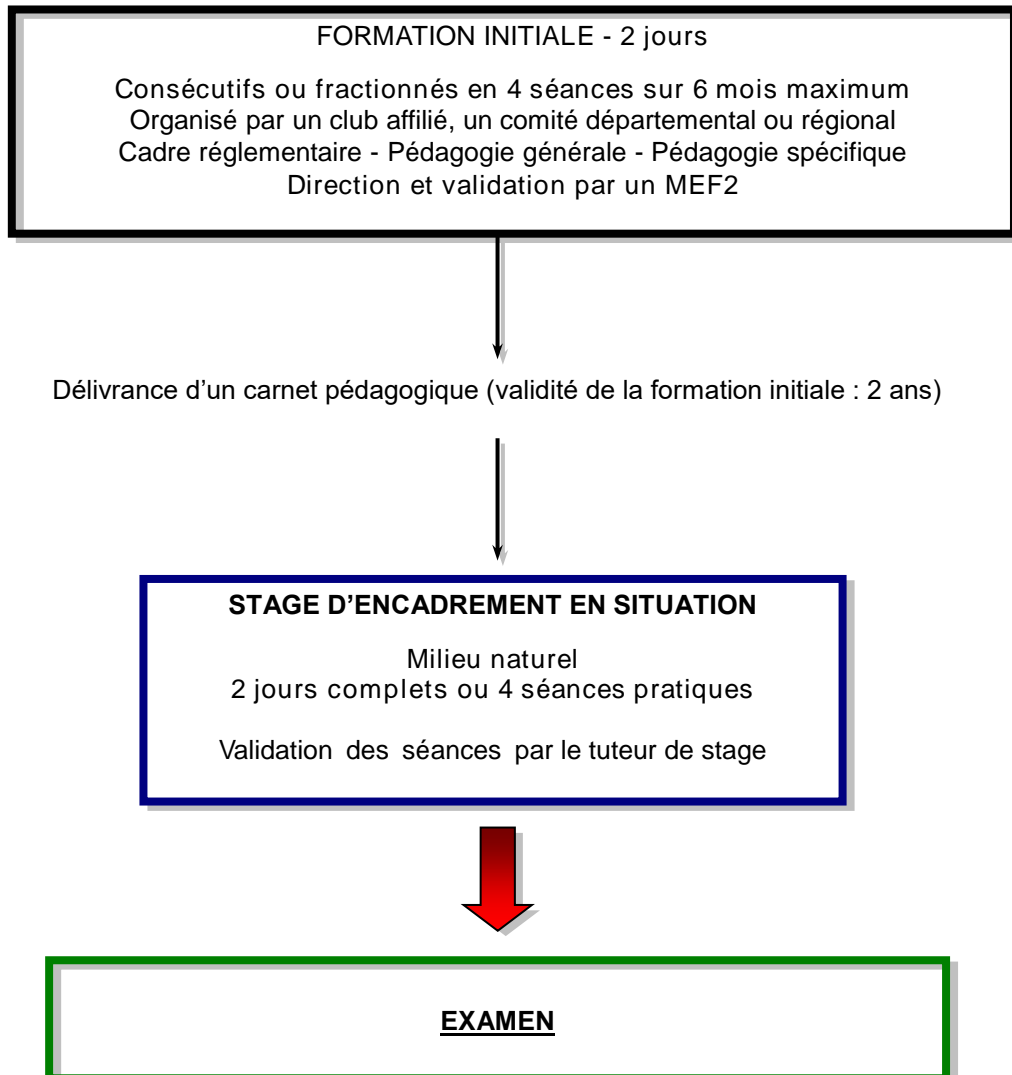 FORMATION INITIALE - 2 jours
Consécutifs ou fractionnés en 4 séances sur 6 mois maximum
Organisé par un club affilié, un comité départemental ou régional
Cadre réglementaire - Pédagogie générale - Pédagogie spécifique
Direction et validation par un MEF2
Délivrance d’un carnet pédagogique (validité de la formation initiale : 2 ans)
STAGE D’ENCADREMENT EN SITUATION
Milieu naturel
2 jours complets ou 4 séances pratiques
Validation des séances par le tuteur de stage
EXAMEN